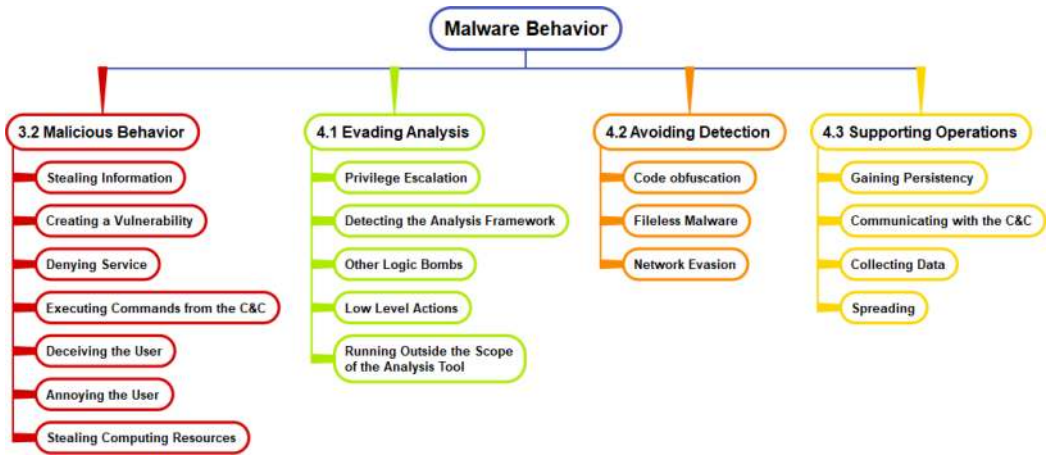 Malware Behavior
3.2 Malicious Behavior
Stealing Information
Creating a Vulnerability
Denying Service
Executing Commands from the C&C
Deceiving the User
Annoying the User
Stealing Computing Resources
4.1 Evading Analysis
Privilege Escalation
Detecting the Analysis Framework
Other Logic Bombs
Low Level Actions
Running Outside the Scope
of the Analysis Tool
4.2 Avoiding Detection
Code obfuscation
Fileless Malware
Network Evasion
4.3 Supporting Operations
Gaining Persistency
Communicating with the C&C
Collecting Data
Spreading